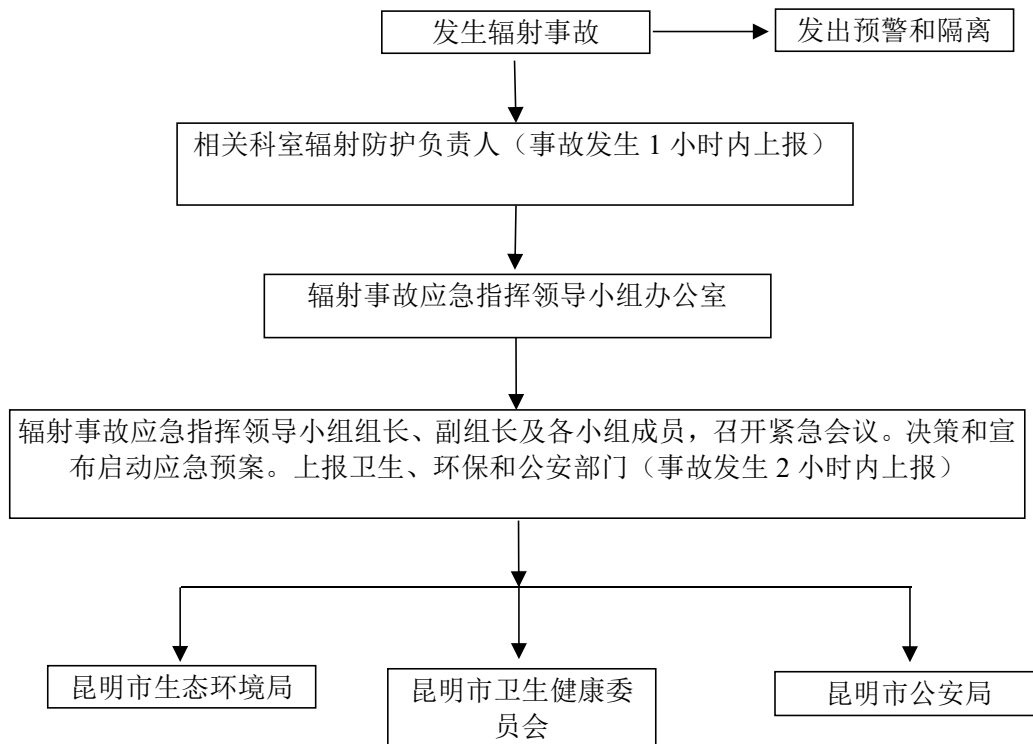 发生辐射事故
发出预警和隔离
相关科室辐射防护负责人（事故发生 1 小时内上报）
辐射事故应急指挥领导小组办公室
辐射事故应急指挥领导小组组长、副组长及各小组成员，召开紧急会议。决策和宣
布启动应急预案。上报卫生、环保和公安部门（事故发生 2 小时内上报）
昆明市生态环境局
昆明市卫生健康委
员会
昆明市公安局